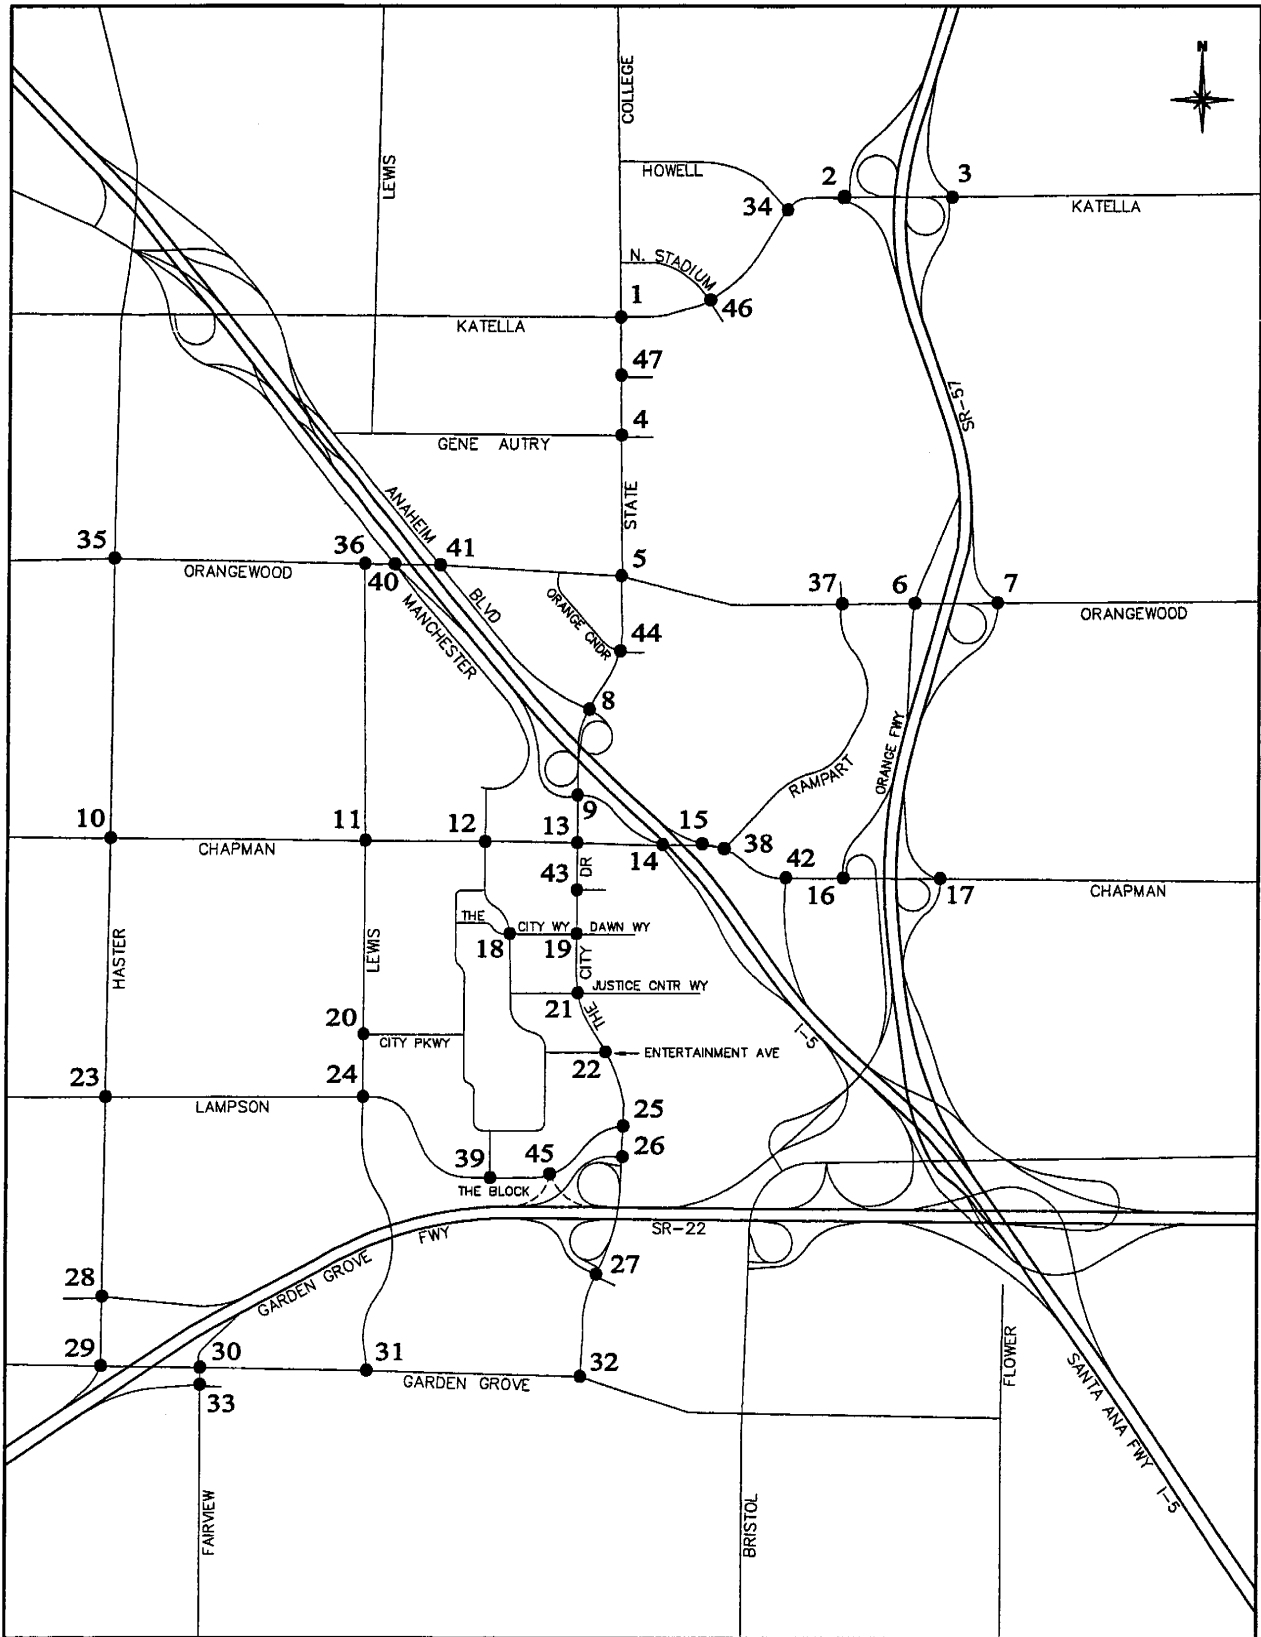 N
COLLEGE
LEWIS
HOWELL
2
3
34
KATELLA
N. STADIUM
1
46
KATELLA
47
SR-57
4
GENE AUTRY
STATE
ANAHEIM
BLVD
35
36
41
5
ORANGEWOOD
40
37
6
7
ORANGEWOOD
MANCHESTER
ORANGE CNDR
44
8
ORANGE FWY
RAMPART
9
10
11
12
13
15
CHAPMAN
14
38
DR
42
43
16
17
CHAPMAN
THE
CITY WY
DAWN WY
18
19
HASTER
LEWIS
CITY
JUSTICE CNTR WY
21
THE
20
CITY PKWY
I-5
22
ENTERTAINMENT AVE
23
24
LAMPSON
25
26
39
45
THE BLOCK
SR-22
GARDEN GROVE
FWY
27
28
29
30
31
32
GARDEN GROVE
33
FLOWER
SANTA ANA FWY
I-5
FAIRVIEW
BRISTOL